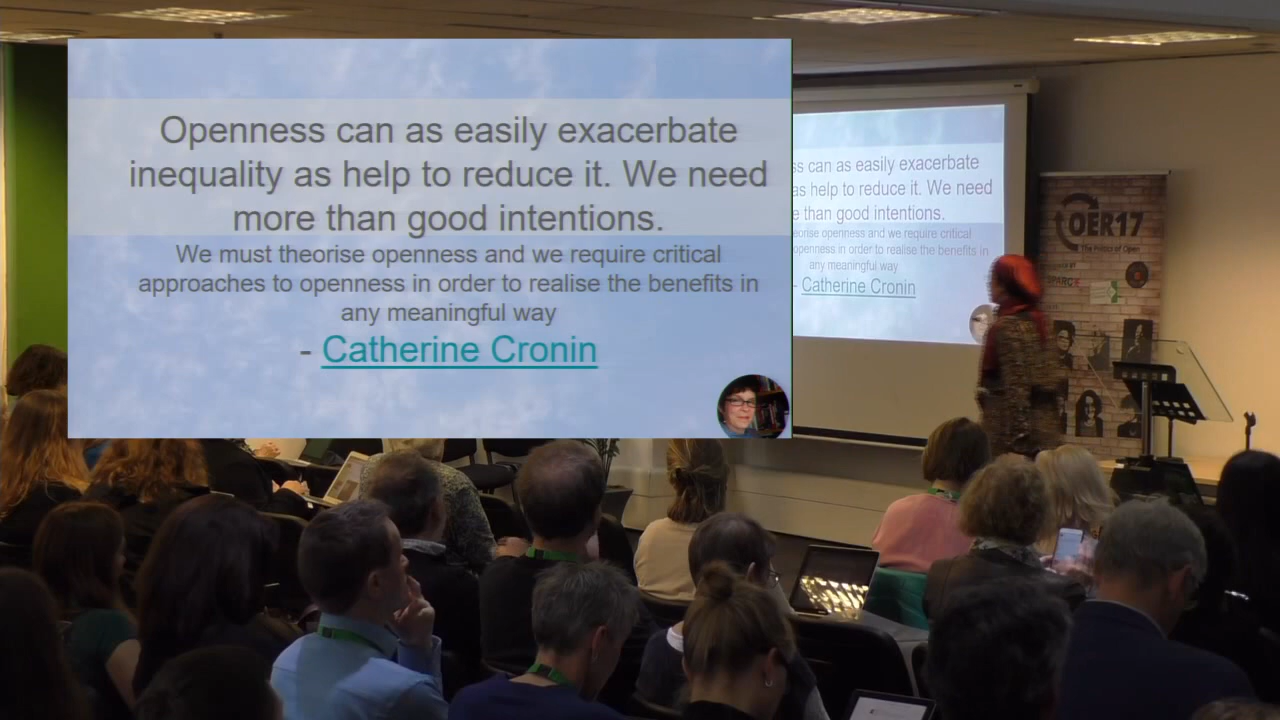 Openness can as easily exacerbate
inequality as help to reduce it. We need
more than good intentions.
We must theorise openness and we require critical
approaches to openness in order to realise the benefits in
any meaningful way
- Catherine Cronin
ss can as easily exacerbate
as help to reduce it. We need
e than good intentions.
eorise openness and we require critical
openness in order to realise the benefits in
any meaningful way
- Catherine Cronin
OER17
The Politics of Open